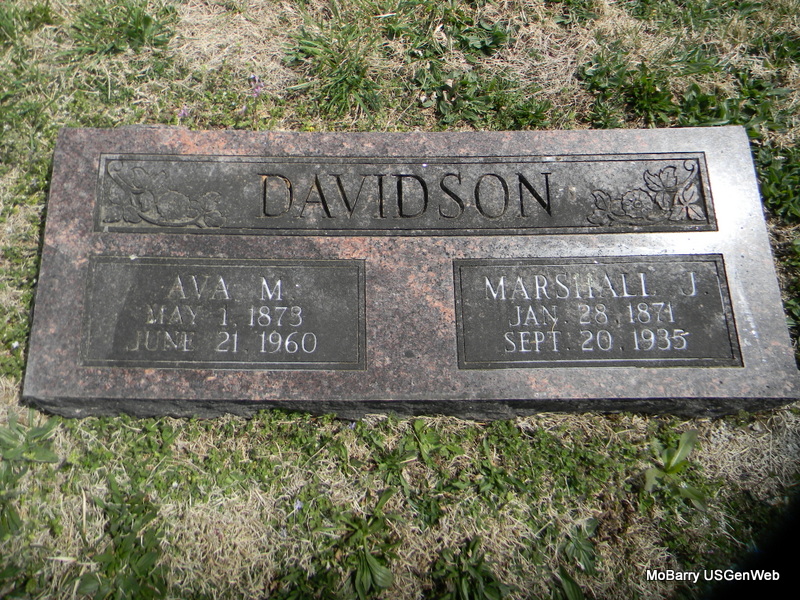 DAVIDSON
AVA M.
MAY 1, 1873
JUNE 21, 1960
MARSHALL J.
JAN. 28, 1871
SEPT. 20, 1935
MoBarry USGenWeb